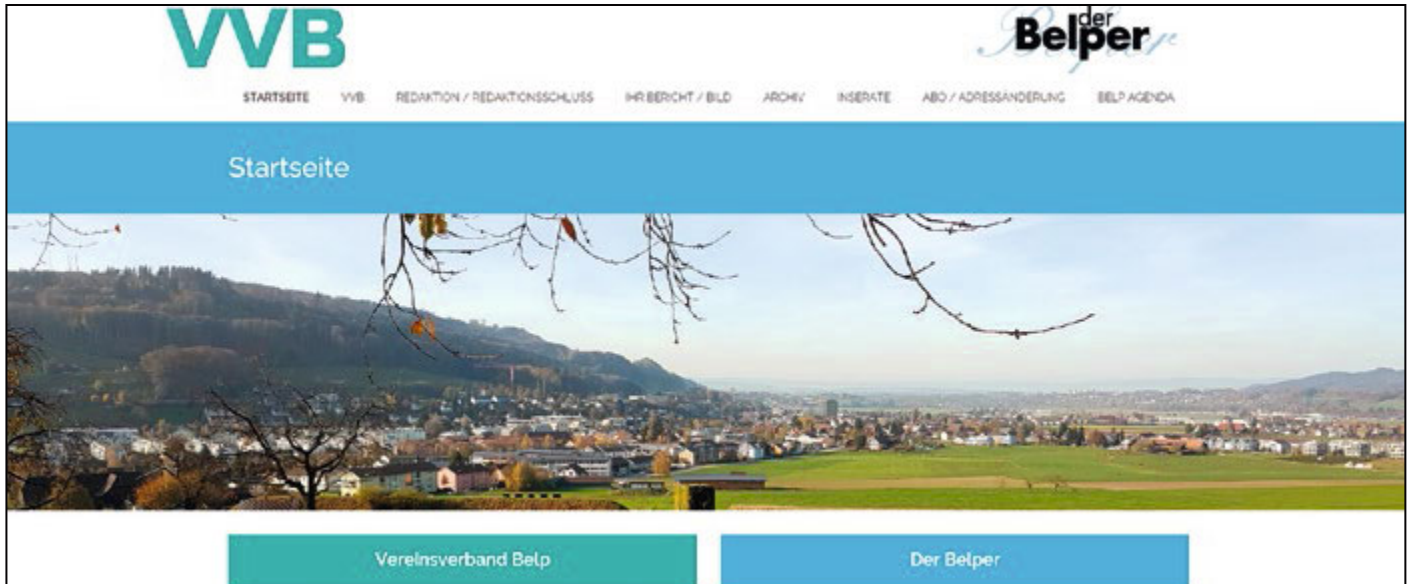 VVB
der
Belper
STARTSEITE VVB REDAKTION / REDAKTIONSSCHLUSS IHR BERICHT / BILD ARCHIV INSERATE ABO / ADRESSÄNDERUNG BELP AGENDA
Startseite
Vereinsverband Belp
Der Belper